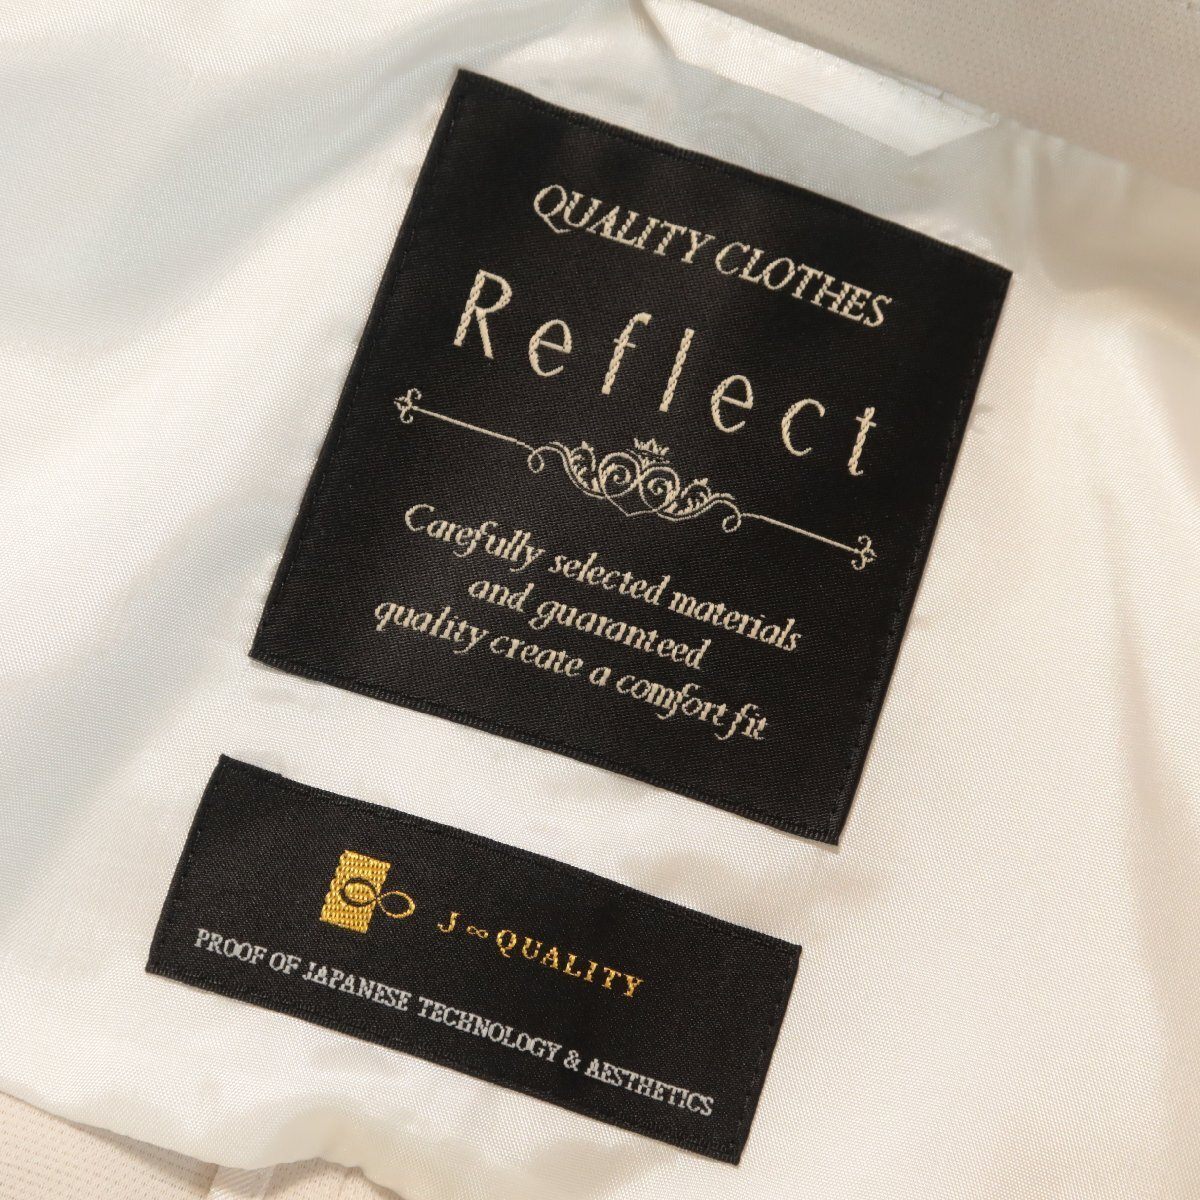 QUALITY CLOTHES
Reflect
Carefully selected materials
and guaranteed
quality create a comfort fit
J∞QUALITY
PROOF OF JAPANESE TECHNOLOGY & AESTHETICS